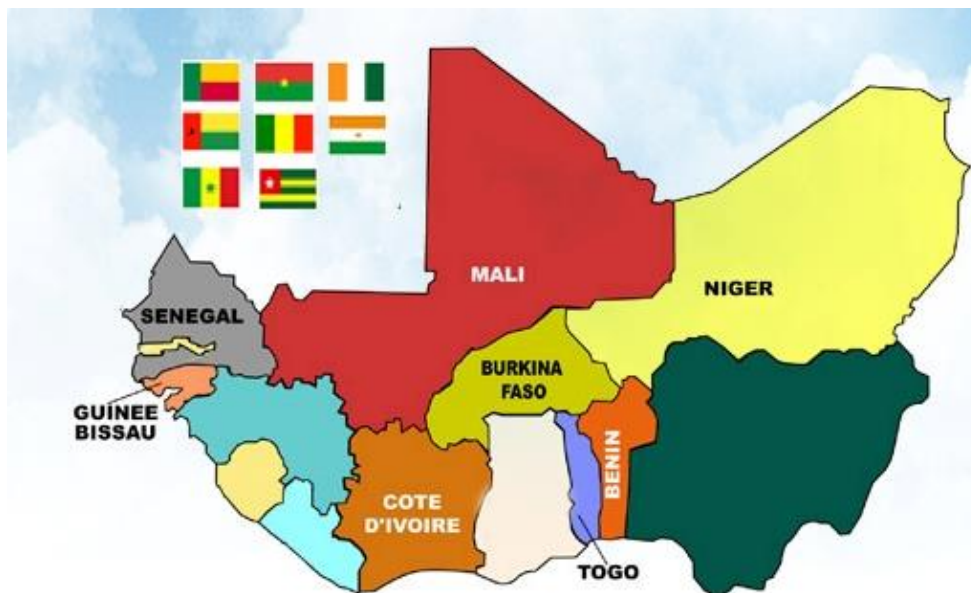 MALI
NIGER
SENEGAL
BURKINA
FASO
GUINEE
BISSAU
BENIN
COTE
D'IVOIRE
TOGO